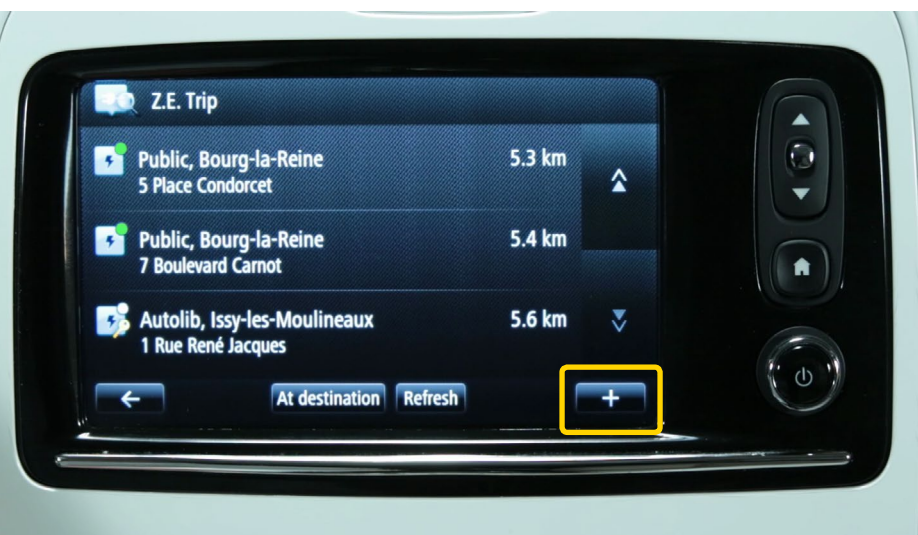 Z.E. Trip
Public, Bourg-la-Reine 5.3 km
5 Place Condorcet
Public, Bourg-la-Reine 5.4 km
7 Boulevard Carnot
Autolib, Issy-les-Moulineaux 5.6 km
1 Rue René Jacques
At destination Refresh +